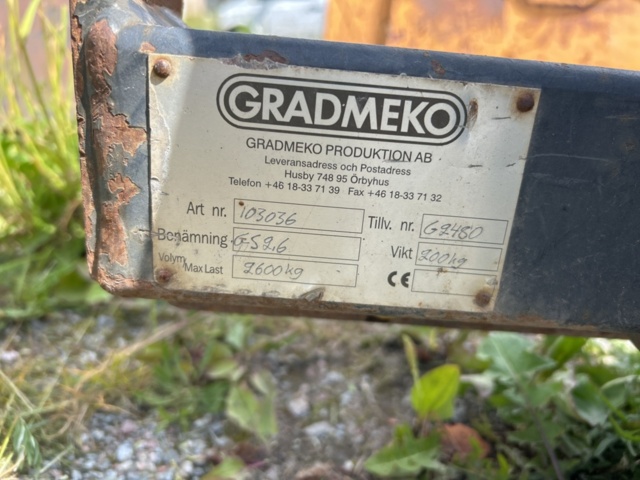 GRADMEKO
GRADMEKO PRODUKTION AB
Leveransadress och Postadress
Husby 748 95 Örbyhus
Telefon +46 18-33 71 39 Fax +46 18-33 71 32
Art nr. 103036 Tillv. nr. G2480
Benämning G-S 2,6 Vikt 200kg
Volym
Max Last 2600kg CE